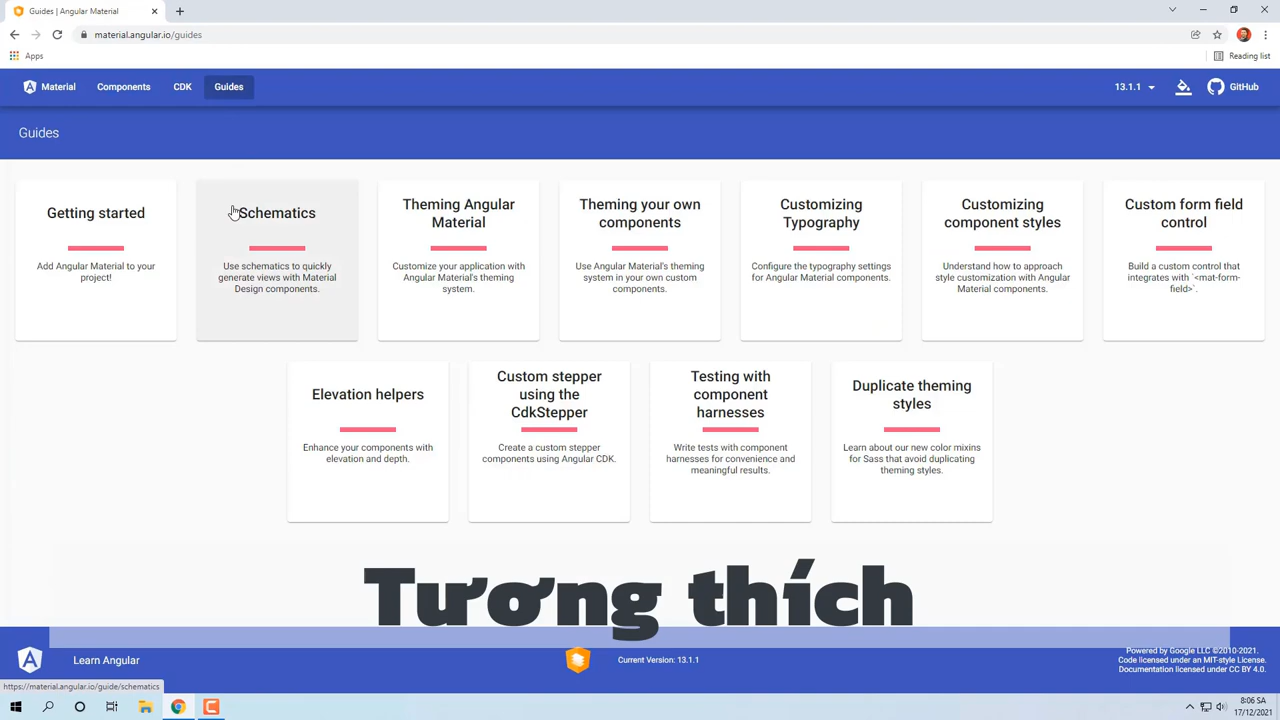 Guides | Angular Material
material.angular.io/guides
Apps
Reading list
Material
Components
CDK
Guides
13.1.1
GitHub
Guides
Getting started
Add Angular Material to your
project!
Schematics
Use schematics to quickly
generate views with Material
Design components.
Theming Angular
Material
Customize your application with
Angular Material's theming
system.
Theming your own
components
Use Angular Material's theming
system in your own custom
components.
Customizing
Typography
Configure the typography settings
for Angular Material components.
Customizing
component styles
Understand how to approach
style customization with Angular
Material components.
Custom form field
control
Build a custom control that
integrates with `<mat-form-
field>`.
Elevation helpers
Enhance your components with
elevation and depth.
Custom stepper
using the
CdkStepper
Create a custom stepper
components using Angular CDK.
Testing with
component
harnesses
Write tests with component
harnesses for convenience and
meaningful results.
Duplicate theming
styles
Learn about our new color mixins
for Sass that avoid duplicating
theming styles.
Tương thích
Learn Angular
Current Version: 13.1.1
Powered by Google LLC ©2010-2021.
Code licensed under an MIT-style License.
Documentation licensed under CC BY 4.0.
https://material.angular.io/guide/schematics
8:06 SA
17/12/2021